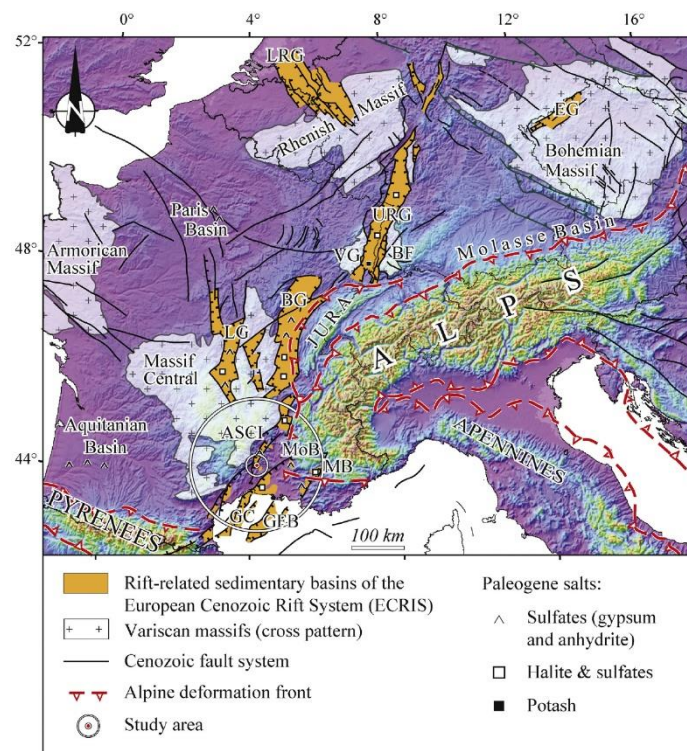 0° 4° 8° 12° 16°
52°
LRG
N
Rhenish Massif
EG
Bohemian
Massif
Paris
Basin
URG
Armorican
Massif
48°
VG
BF
Molasse Basin
BG
JURA
LG
ALPS
Massif
Central
Aquitanian
Basin
ASCI
MoB
MB
44°
APENNINES
PYRENEES
GC
GFB
100 km
Rift-related sedimentary basins of the
European Cenozoic Rift System (ECRIS)
Variscan massifs (cross pattern)
Cenozoic fault system
Alpine deformation front
Study area
Paleogene salts:
Sulfates (gypsum
and anhydrite)
Halite & sulfates
Potash